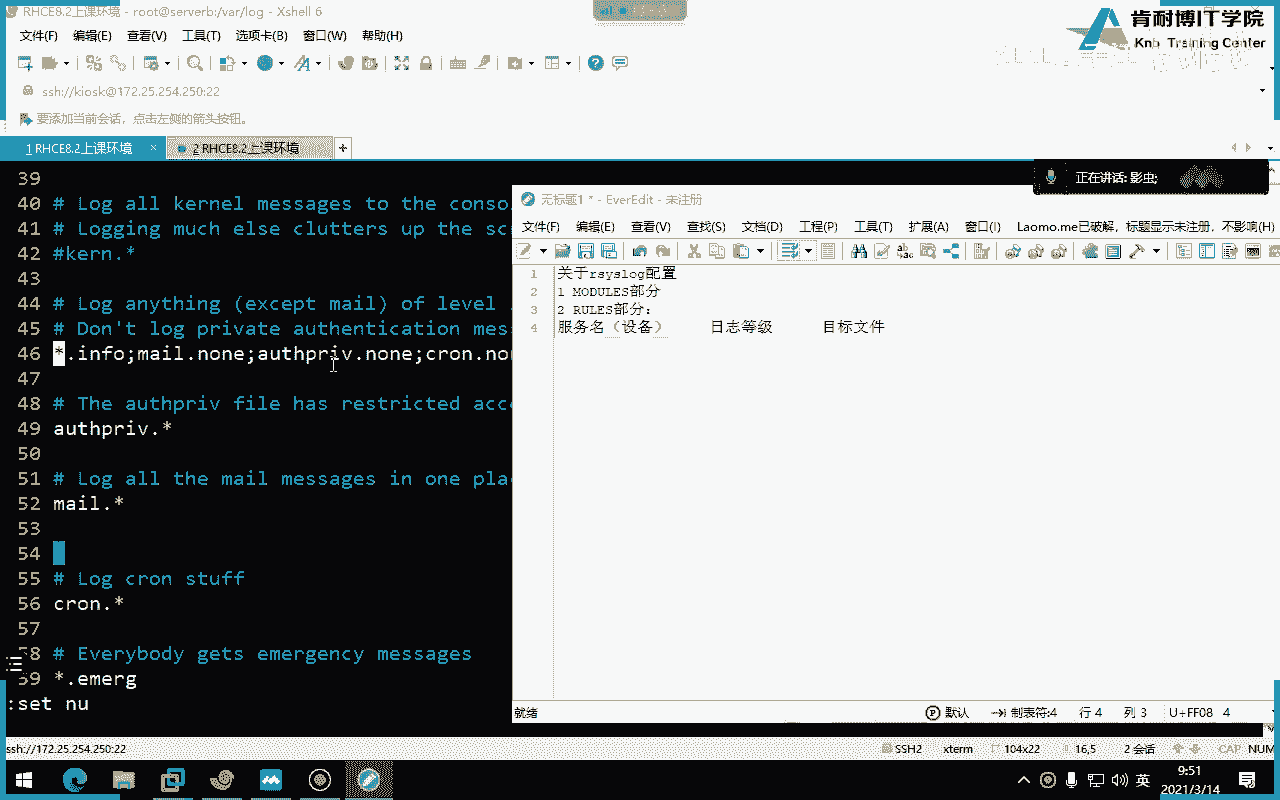 RHCE8.2上课环境 - root@serverb:/var/log - Xshell 6
肯耐博IT学院
Knb Training Center
文件(F) 编辑(E) 查看(V) 工具(T) 选项卡(B) 窗口(W) 帮助(H)
ssh://kiosk@172.25.254.250:22
要添加当前会话，点击左侧的箭头按钮。
1 RHCE8.2上课环境 × 2 RHCE8.2上课环境 +
正在讲话: 影虫;
39
40 # Log all kernel messages to the conso
41 # Logging much else clutters up the sc
42 #kern.*
43
44 # Log anything (except mail) of level
45 # Don't log private authentication mes
46 *.info;mail.none;authpriv.none;cron.no
47
48 # The authpriv file has restricted acc
49 authpriv.*
50
51 # Log all the mail messages in one pla
52 mail.*
53
54
55 # Log cron stuff
56 cron.*
57
58 # Everybody gets emergency messages
59 *.emerg
:set nu
无标题1 * - EverEdit - 未注册
文件(F) 编辑(E) 查看(V) 查找(S) 文档(D) 工程(P) 工具(T) 扩展(A) 窗口(I) Laomo.me已破解，标题显示未注册，不影响(H)
1 关于rsyslog配置
2 1 MODULES部分
3 2 RULES部分：
4 服务名（设备） 日志等级 目标文件
就绪 默认 制表符:4 行 4 列 3 U+FF08 4
ssh://172.25.254.250:22 SSH2 xterm 104x22 16,5 2 会话 CAP NUM
英 9:51
2021/3/14